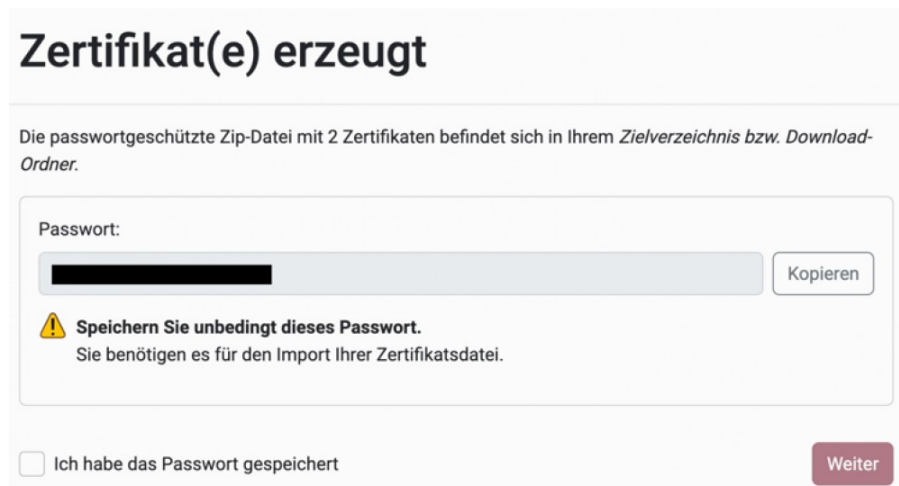 Zertifikat(e) erzeugt
Die passwortgeschützte Zip-Datei mit 2 Zertifikaten befindet sich in Ihrem Zielverzeichnis bzw. Download-
Ordner.
Passwort:
Kopieren
Speichern Sie unbedingt dieses Passwort.
Sie benötigen es für den Import Ihrer Zertifikatsdatei.
Ich habe das Passwort gespeichert
Weiter